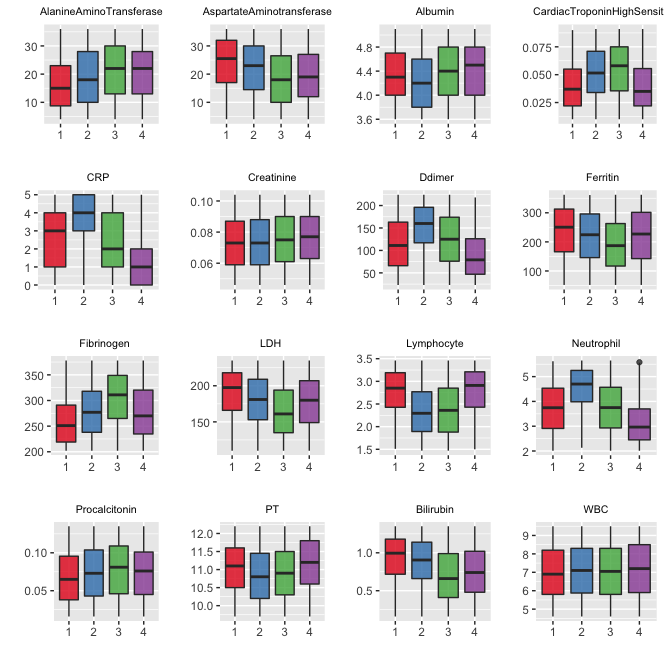 AlanineAminoTransferase AspartateAminotransferase Albumin CardiacTroponinHighSensit
30
20
10
1 2 3 4
30
20
10
1 2 3 4
4.8
4.4
4.0
3.6
1 2 3 4
0.075
0.050
0.025
1 2 3 4
CRP Creatinine Ddimer Ferritin
5
4
3
2
1
0
1 2 3 4
0.10
0.08
0.06
1 2 3 4
200
150
100
50
1 2 3 4
300
200
100
1 2 3 4
Fibrinogen LDH Lymphocyte Neutrophil
350
300
250
200
1 2 3 4
200
150
1 2 3 4
3.5
3.0
2.5
2.0
1.5
1 2 3 4
5
4
3
2
1 2 3 4
Procalcitonin PT Bilirubin WBC
0.10
0.05
1 2 3 4
12.0
11.5
11.0
10.5
10.0
1 2 3 4
1.0
0.5
1 2 3 4
9
8
7
6
5
1 2 3 4